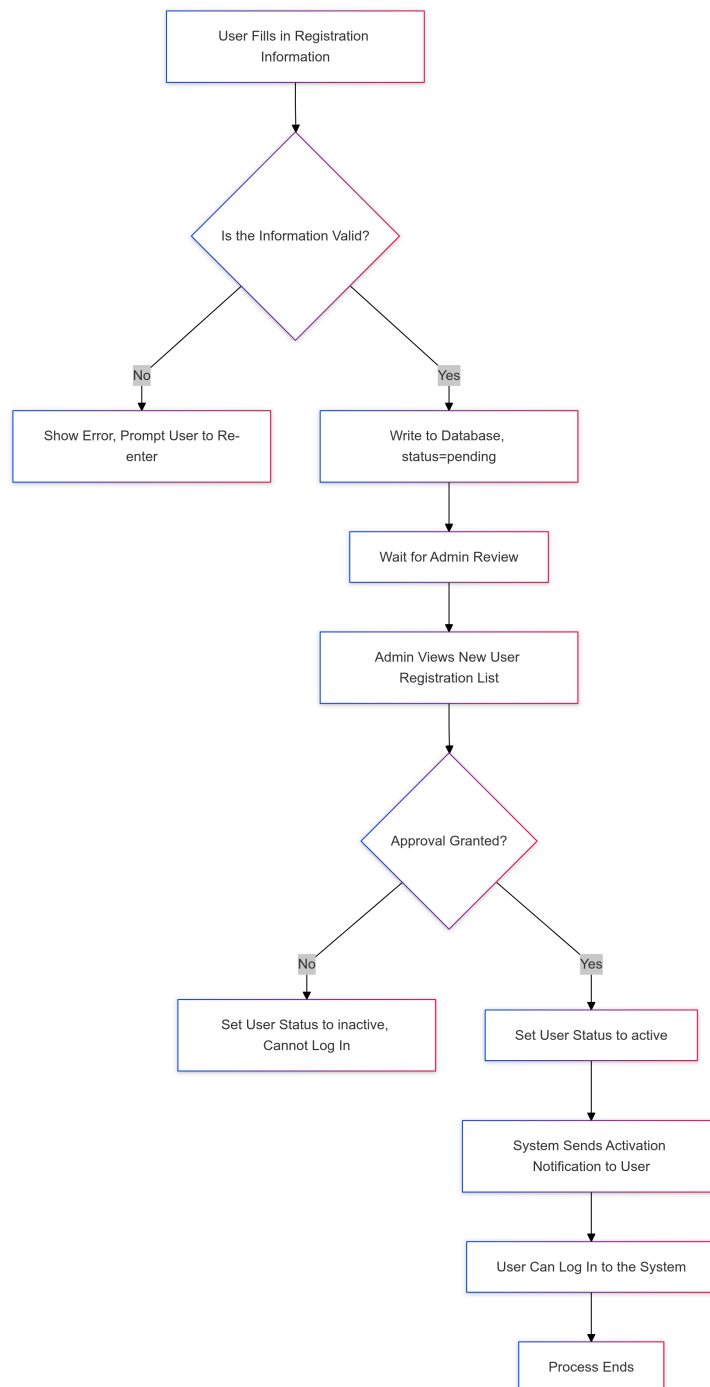 User Fills in Registration
Information
Is the Information Valid?
No
Yes
Show Error, Prompt User to Re-
enter
Write to Database,
status=pending
Wait for Admin Review
Admin Views New User
Registration List
Approval Granted?
No
Yes
Set User Status to inactive,
Cannot Log In
Set User Status to active
System Sends Activation
Notification to User
User Can Log In to the System
Process Ends